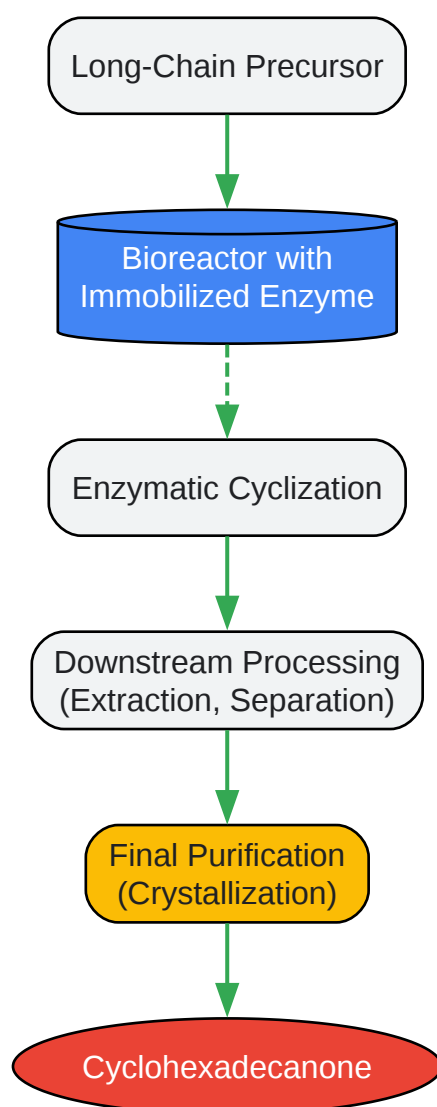 Long-Chain Precursor
Bioreactor with
Immobilized Enzyme
Enzymatic Cyclization
Downstream Processing
(Extraction, Separation)
Final Purification
(Crystallization)
Cyclohexadecanone